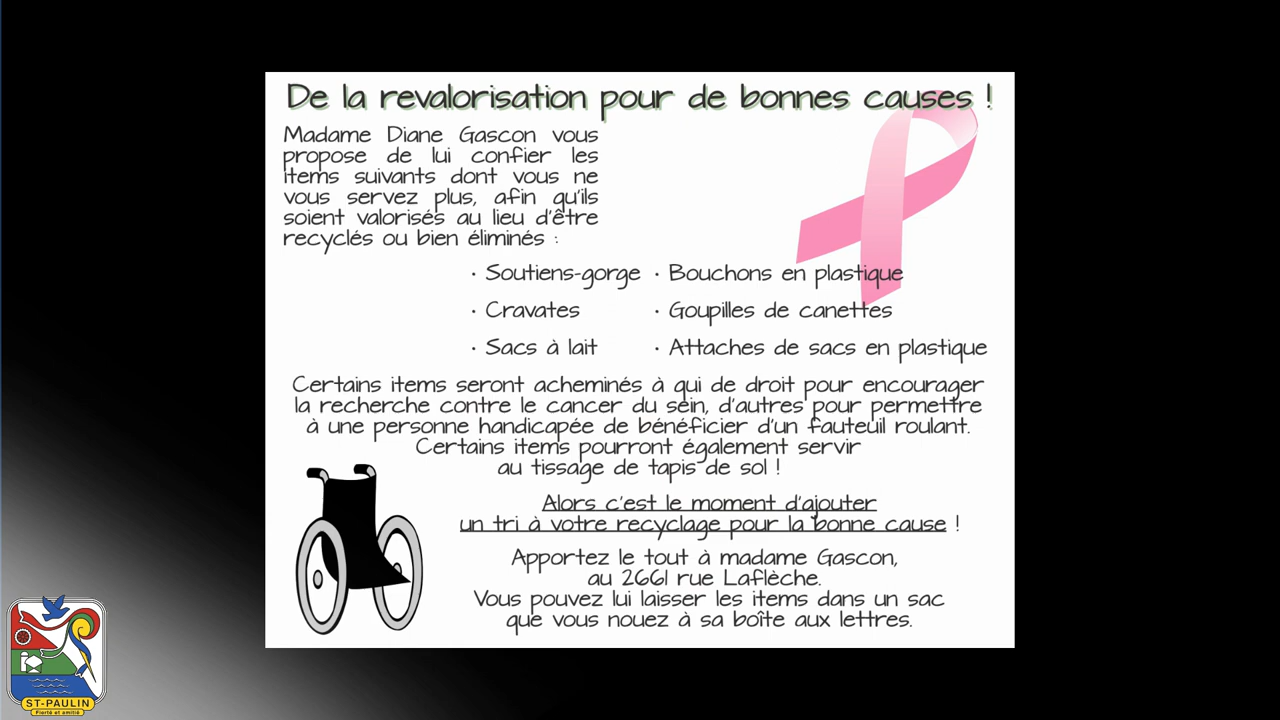 De la revalorisation pour de bonnes causes !
Madame Diane Gascon vous
propose de lui confier les
items suivants dont vous ne
vous servez plus, afin qu'ils
soient valorisés au lieu d'être
recyclés ou bien éliminés :
• Soutiens-gorge • Bouchons en plastique
• Cravates • Goupilles de canettes
• Sacs à lait • Attaches de sacs en plastique
Certains items seront acheminés à qui de droit pour encourager
la recherche contre le cancer du sein, d'autres pour permettre
à une personne handicapée de bénéficier d'un fauteuil roulant.
Certains items pourront également servir
au tissage de tapis de sol !
Alors c'est le moment d'ajouter
un tri à votre recyclage pour la bonne cause !
Apportez le tout à madame Gascon,
au 2661 rue Laflèche.
Vous pouvez lui laisser les items dans un sac
que vous nouez à sa boîte aux lettres.
ST-PAULIN
Fierté et amitié